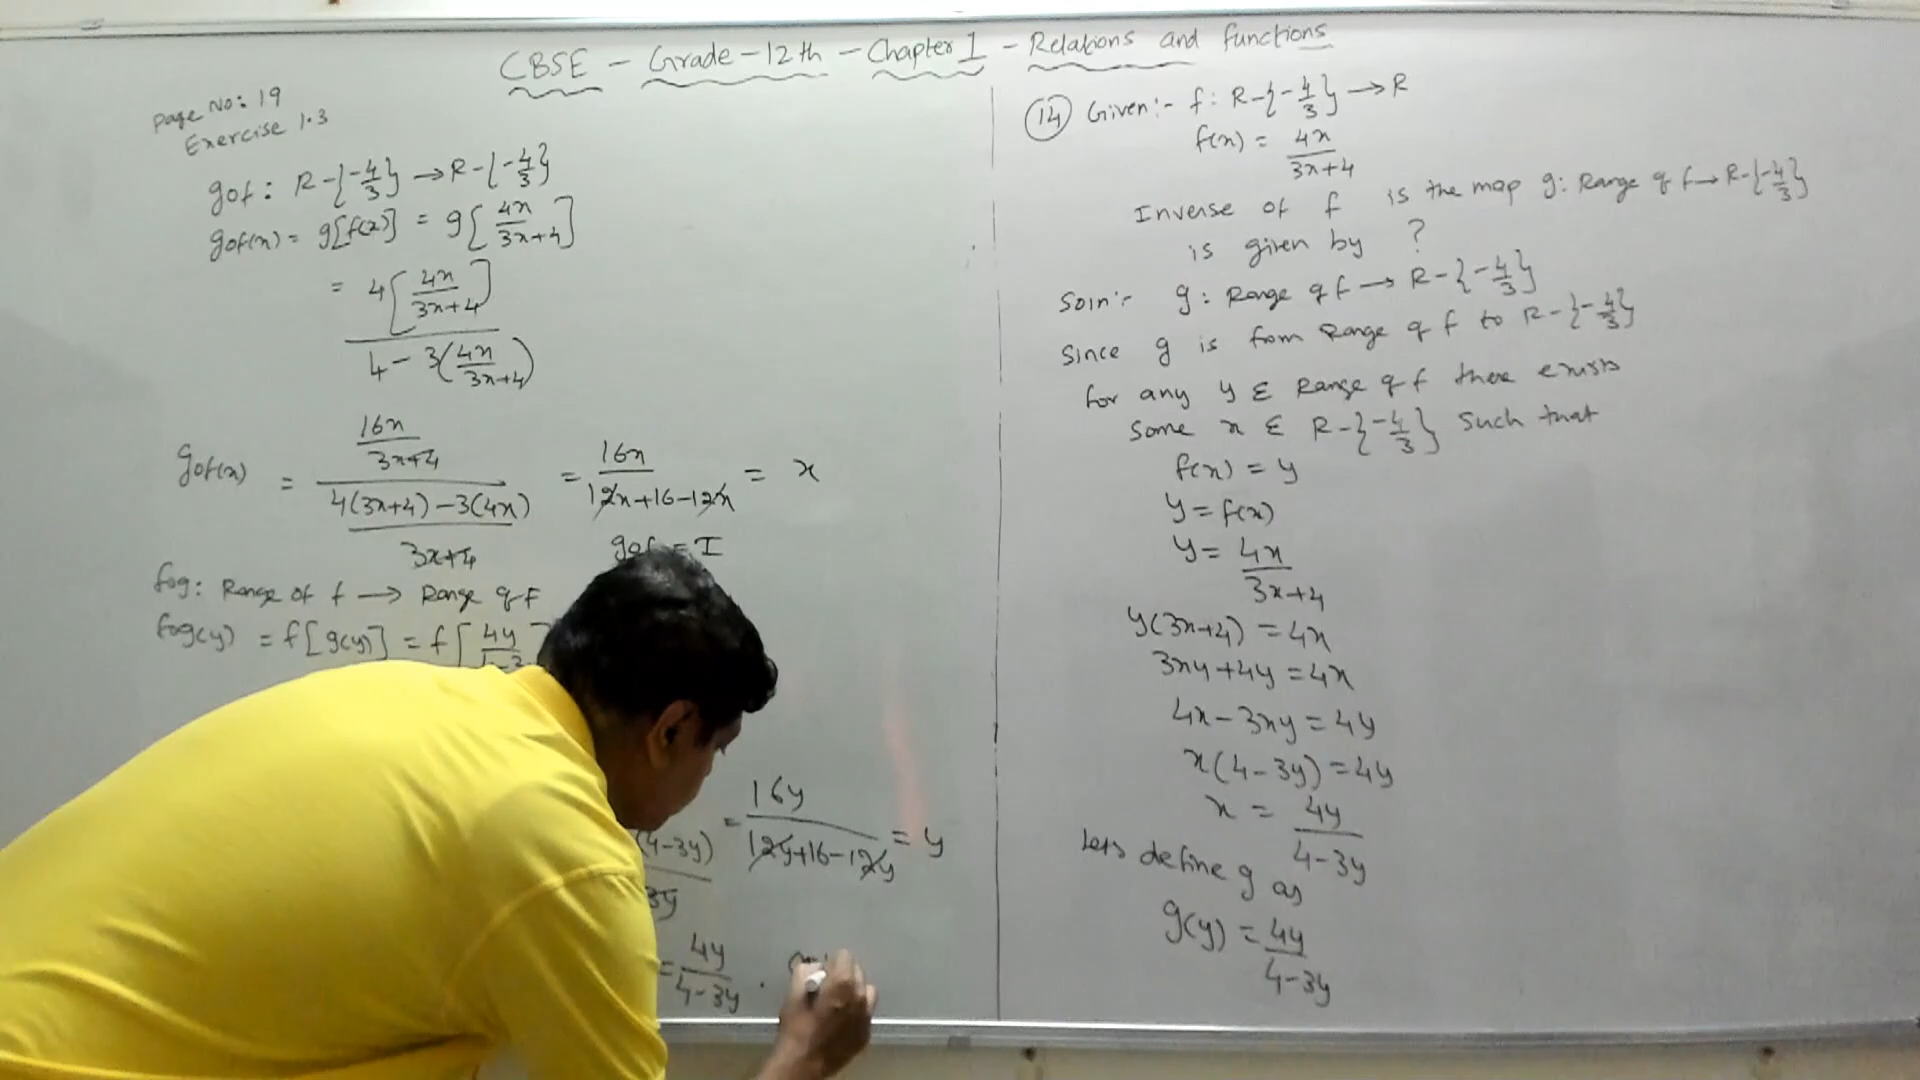 CBSE - Grade-12th - Chapter 1 - Relations and functions
Page No: 19
Exercise 1.3
gof: R-{-4/3} → R-{-4/3}
gof(x) = g[f(x)] = g[4x/(3x+4)]
= 4[4x/(3x+4)] / (4 - 3(4x/(3x+4)))
gof(x) = (16x/(3x+4)) / ((4(3x+4)-3(4x))/(3x+4)) = 16x/(12x+16-12x) = x
gof = I
fog: Range of f → Range of f
fog(y) = f[g(y)] = f[4y
(4-3y)
3y
= 16y/(12y+16-12y) = y
= 4y/(4-3y) .
(14) Given:- f: R-{-4/3} → R
f(x) = 4x/(3x+4)
Inverse of f is the map g: Range of f → R-{-4/3}
is given by ?
Soln:- g: Range of f → R-{-4/3}
Since g is from Range of f to R-{-4/3}
for any y ∈ Range of f there exists
some x ∈ R-{-4/3} such that
f(x) = y
y = f(x)
y = 4x/(3x+4)
y(3x+4) = 4x
3xy+4y = 4x
4x-3xy = 4y
x(4-3y) = 4y
x = 4y/(4-3y)
Lets define g as
g(y) = 4y/(4-3y)